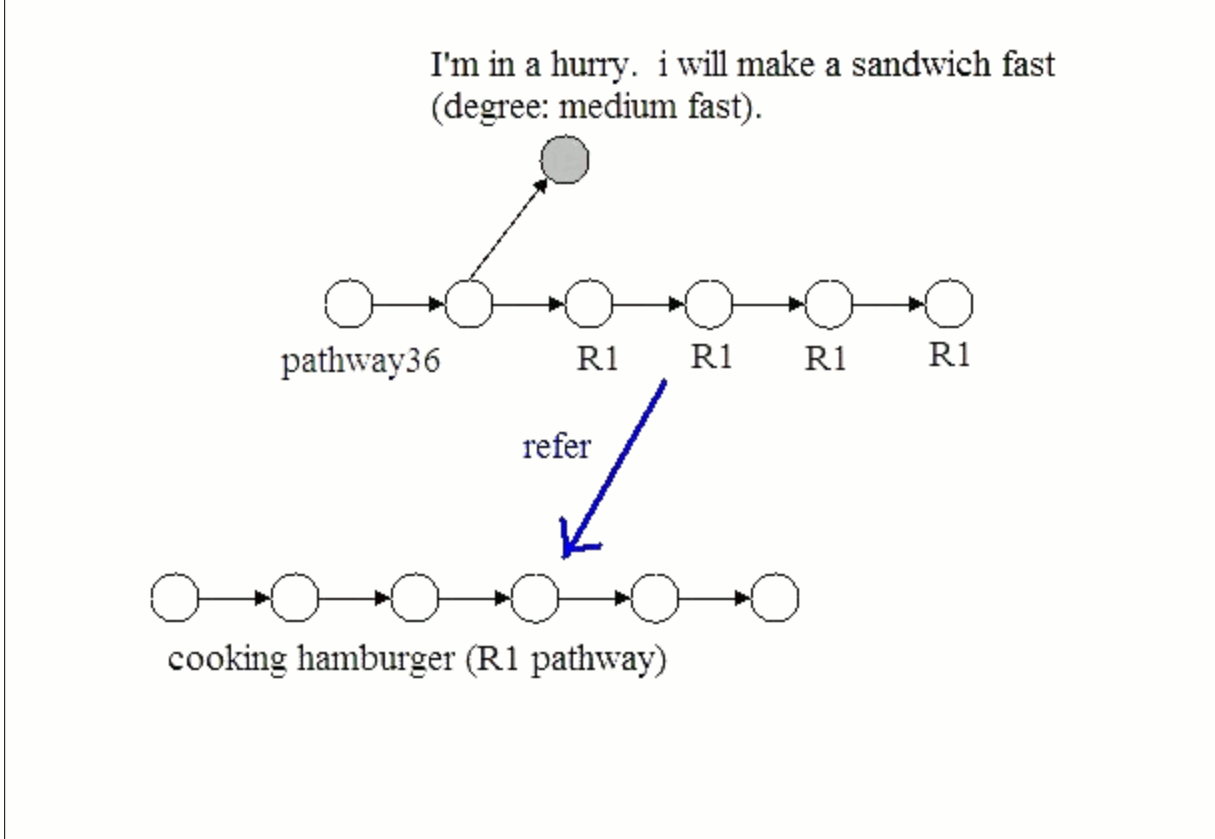 I'm in a hurry.  i will make a sandwich fast
(degree: medium fast).
pathway36
R1
R1
R1
R1
refer
cooking hamburger (R1 pathway)